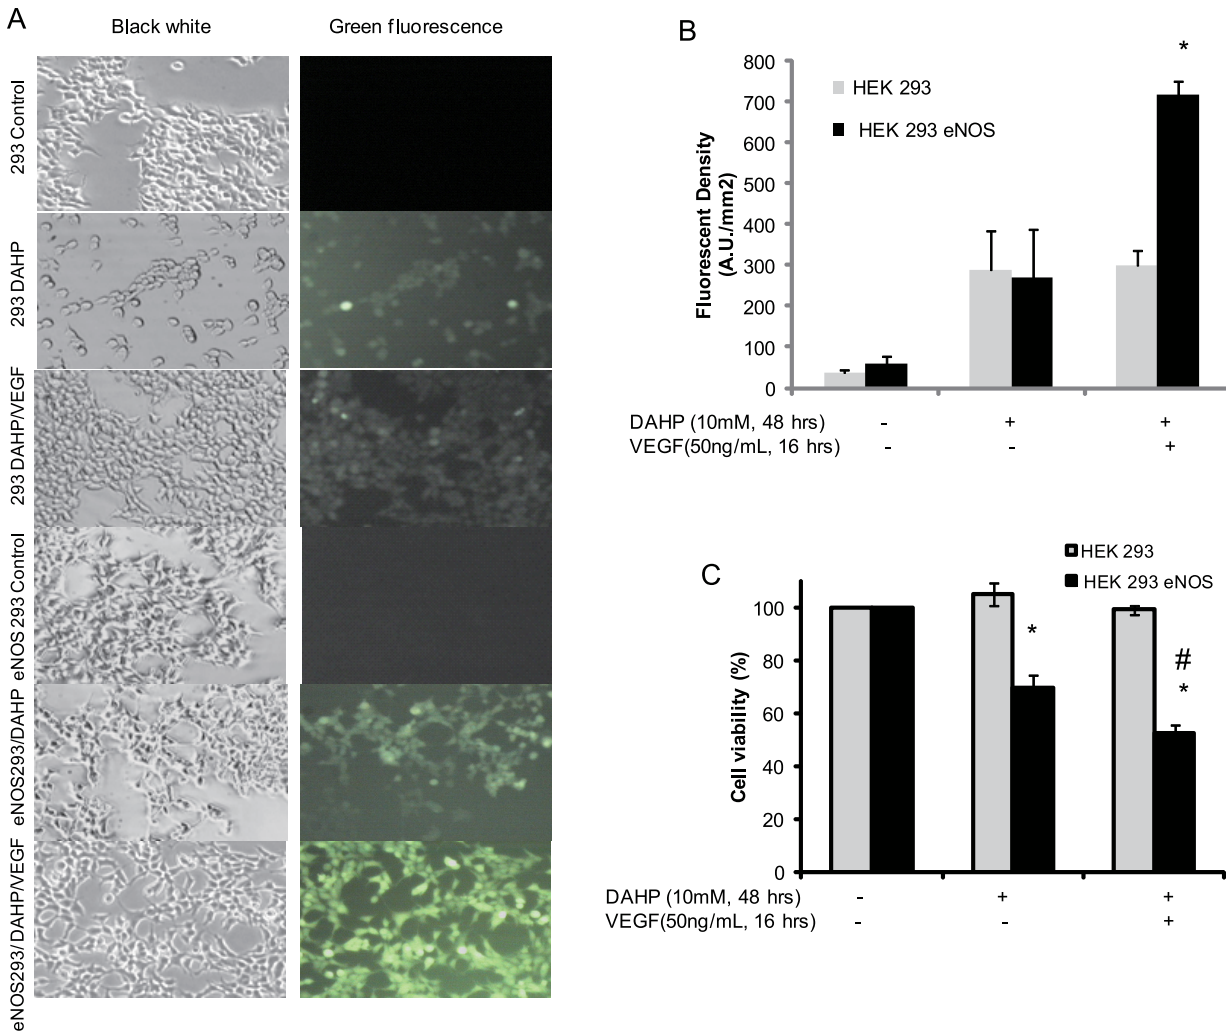 A
Black white
Green fluorescence
293 Control
293 DAHP
293 DAHP/VEGF
eNOS 293 Control
eNOS293/DAHP
eNOS293/ DAHP/VEGF
B
*
800
700
600
500
400
300
200
100
0
Fluorescent Density
(A.U./mm2)
HEK 293
HEK 293 eNOS
DAHP (10mM, 48 hrs) - + +
VEGF(50ng/mL, 16 hrs) - - +
C
HEK 293
HEK 293 eNOS
100
80
60
40
20
0
Cell viability (%)
*
#
*
DAHP (10mM, 48 hrs) - + +
VEGF(50ng/mL, 16 hrs) - - +